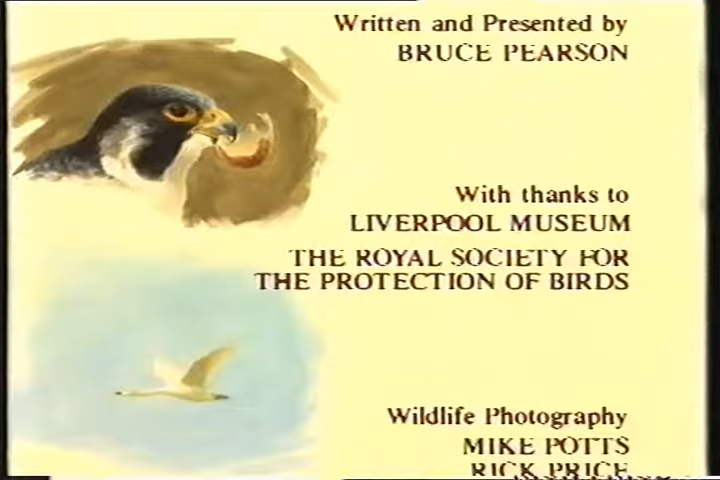 Written and Presented by
BRUCE PEARSON
With thanks to
LIVERPOOL MUSEUM
THE ROYAL SOCIETY FOR
THE PROTECTION OF BIRDS
Wildlife Photography
MIKE POTTS
RICK PRICE